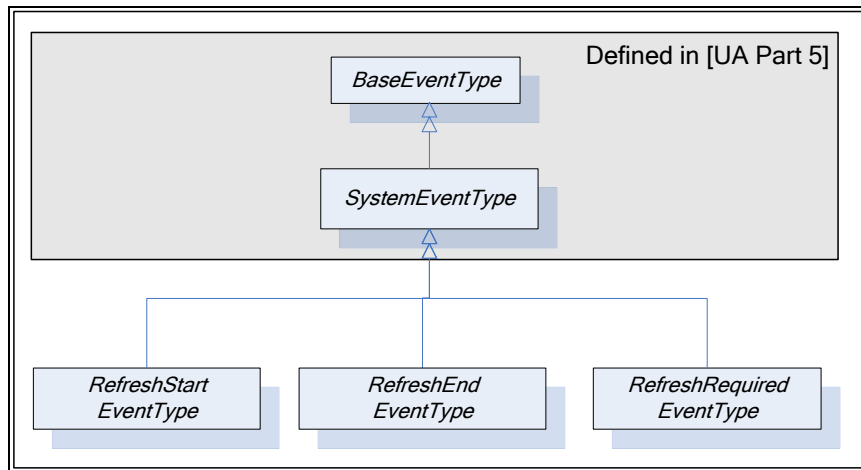 Defined in [UA Part 5]
BaseEventType
SystemEventType
RefreshStart
EventType
RefreshEnd
EventType
RefreshRequired
EventType